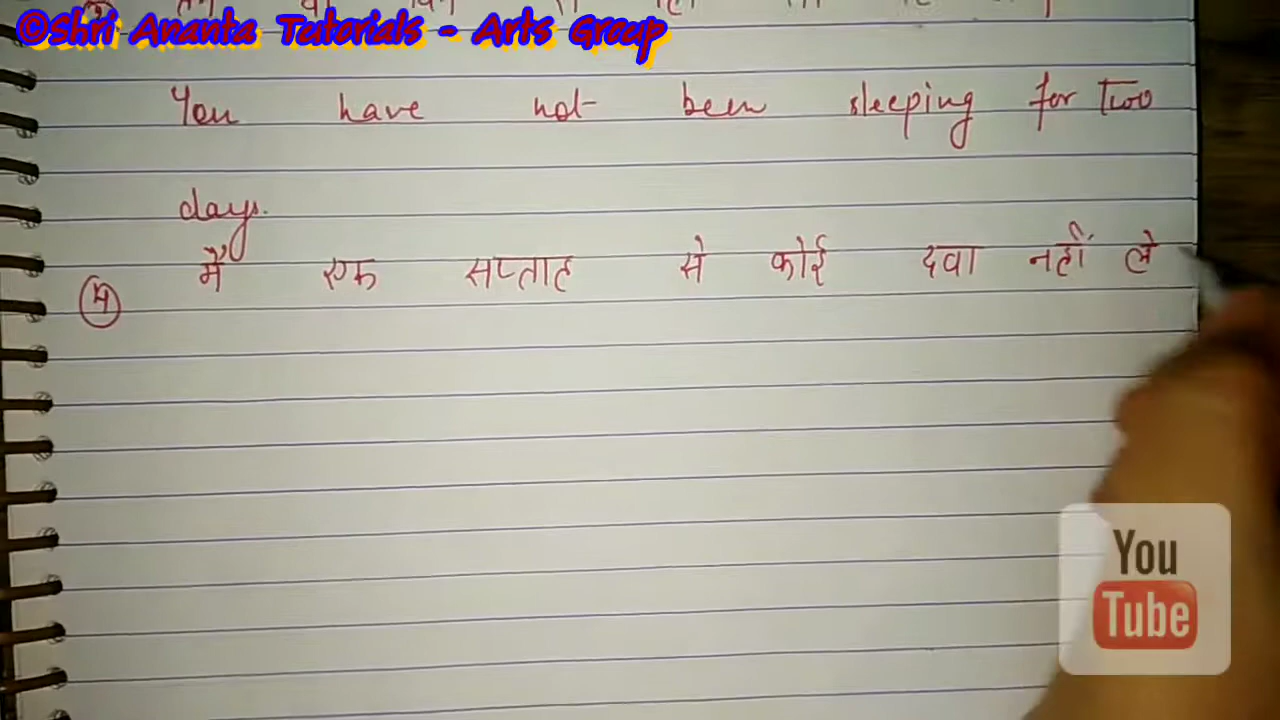 ©Shri Ananta Tutorials - Arts Group
You have not been sleeping for Two
days.
४ मैं एक सप्ताह से कोई दवा नहीं ले
You
Tube